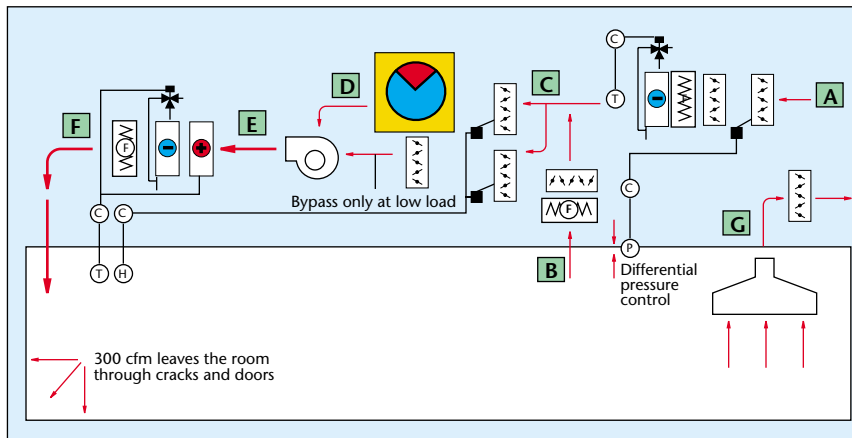 C
A
D
C
T
F
E
F
Bypass only at low load
F
C
C
C
G
B
P
T
H
Differential
pressure
control
300 cfm leaves the room
through cracks and doors